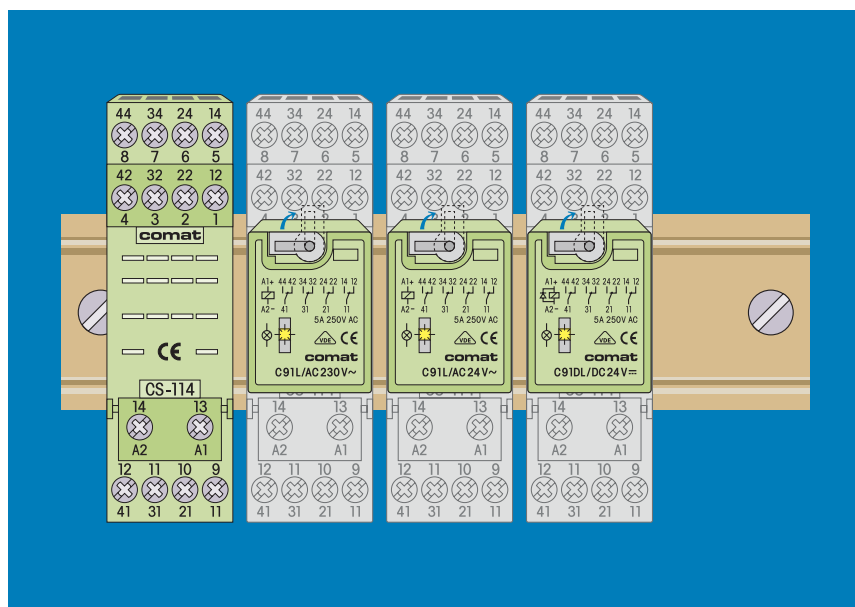 44 34 24 14
8 7 6 5
42 32 22 12
4 3 2 1
comat
CE
CS-114
14 13
A2 A1
12 11 10 9
41 31 21 11
44 34 24 14
8 7 6 5
42 32 22 12
A1+ 44 42 34 32 24 22 14 12
A2- 41 31 21 11
5A 250V AC
VDE CE
comat
C91L/AC230V~
14 13
A2 A1
12 11 10 9
41 31 21 11
44 34 24 14
8 7 6 5
42 32 22 12
A1+ 44 42 34 32 24 22 14 12
A2- 41 31 21 11
5A 250V AC
VDE CE
comat
C91L/AC24V~
14 13
A2 A1
12 11 10 9
41 31 21 11
44 34 24 14
8 7 6 5
42 32 22 12
A1+ 44 42 34 32 24 22 14 12
A2- 41 31 21 11
5A 250V AC
VDE CE
comat
C91DL/DC24V⎓
14 13
A2 A1
12 11 10 9
41 31 21 11